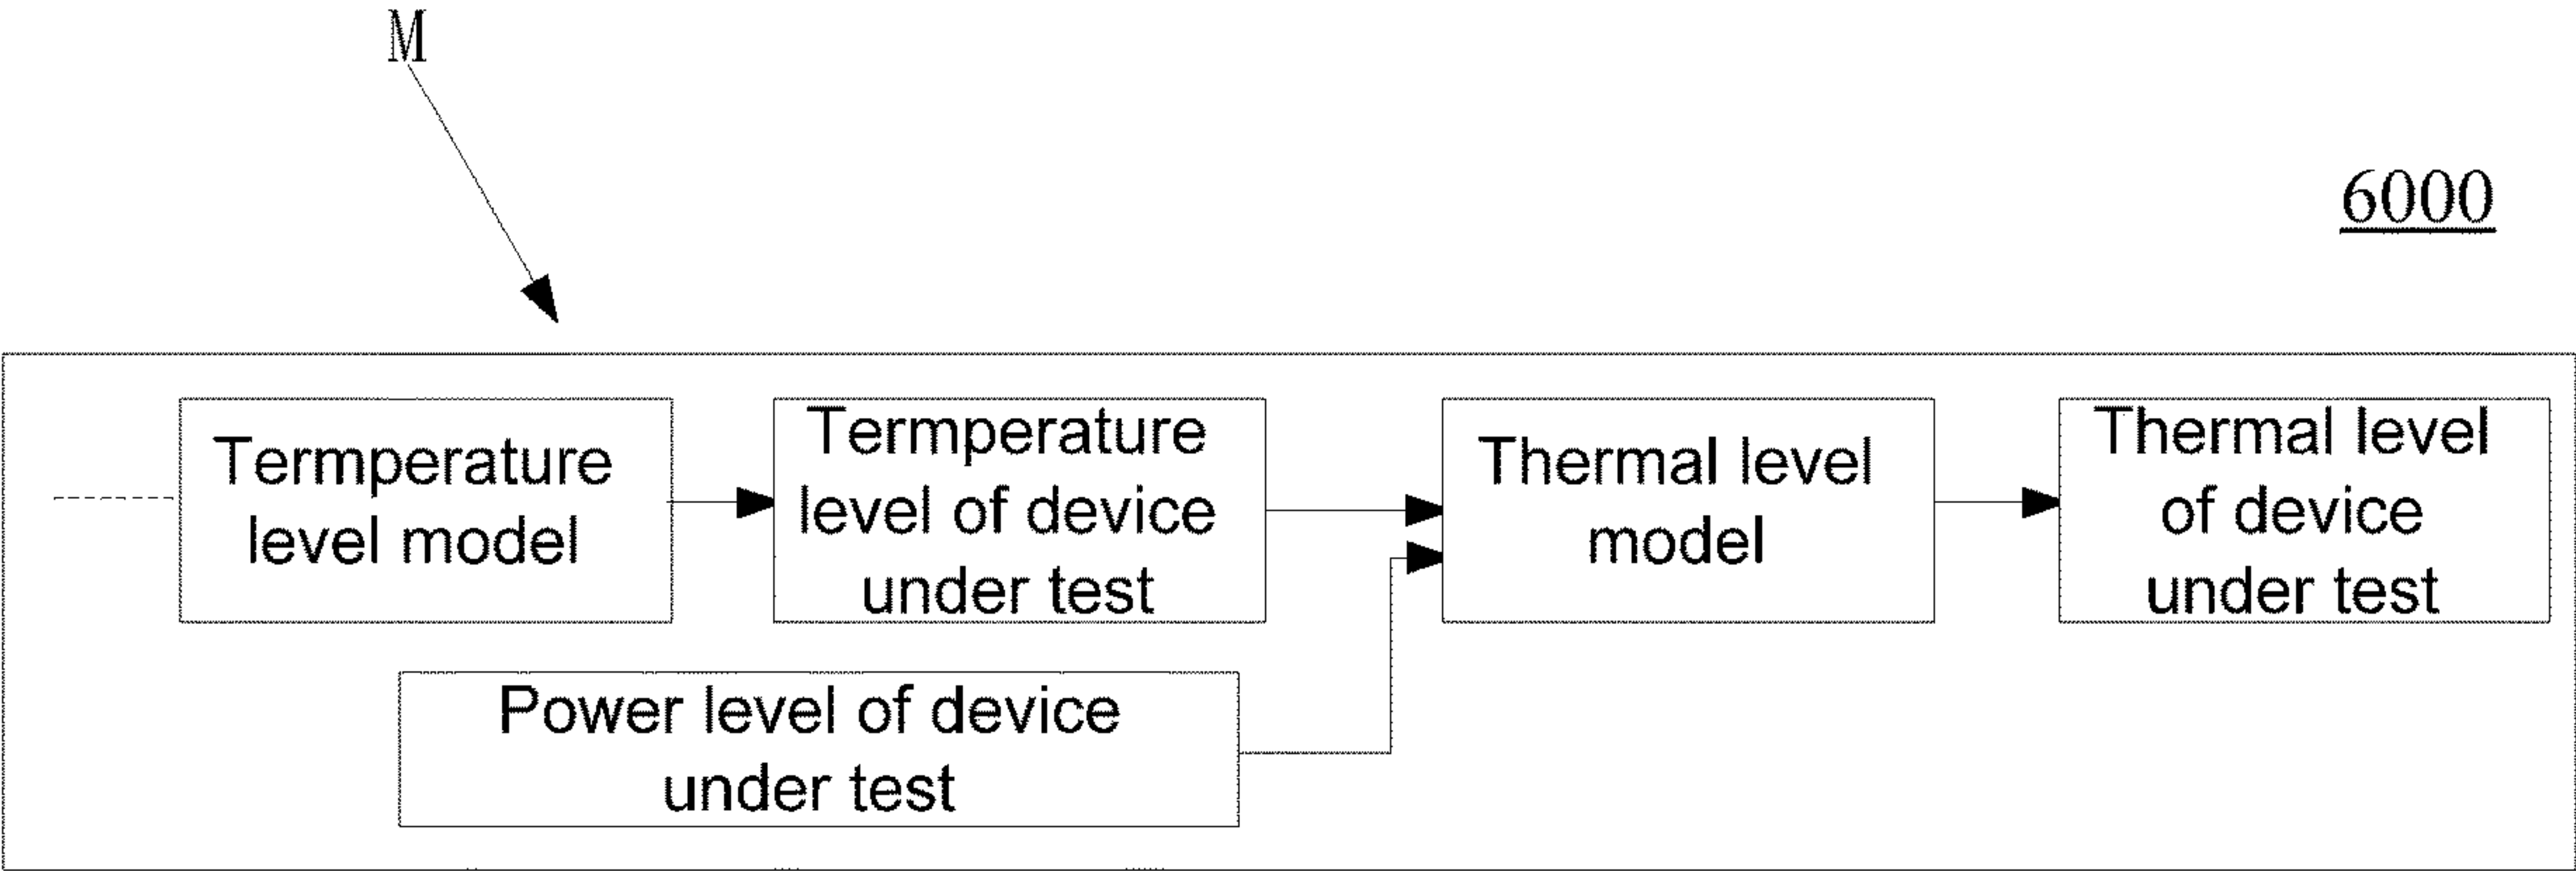 M
6000
Termperature
level model
Termperature
level of device
under test
Thermal level
model
Thermal level
of device
under test
Power level of device
under test